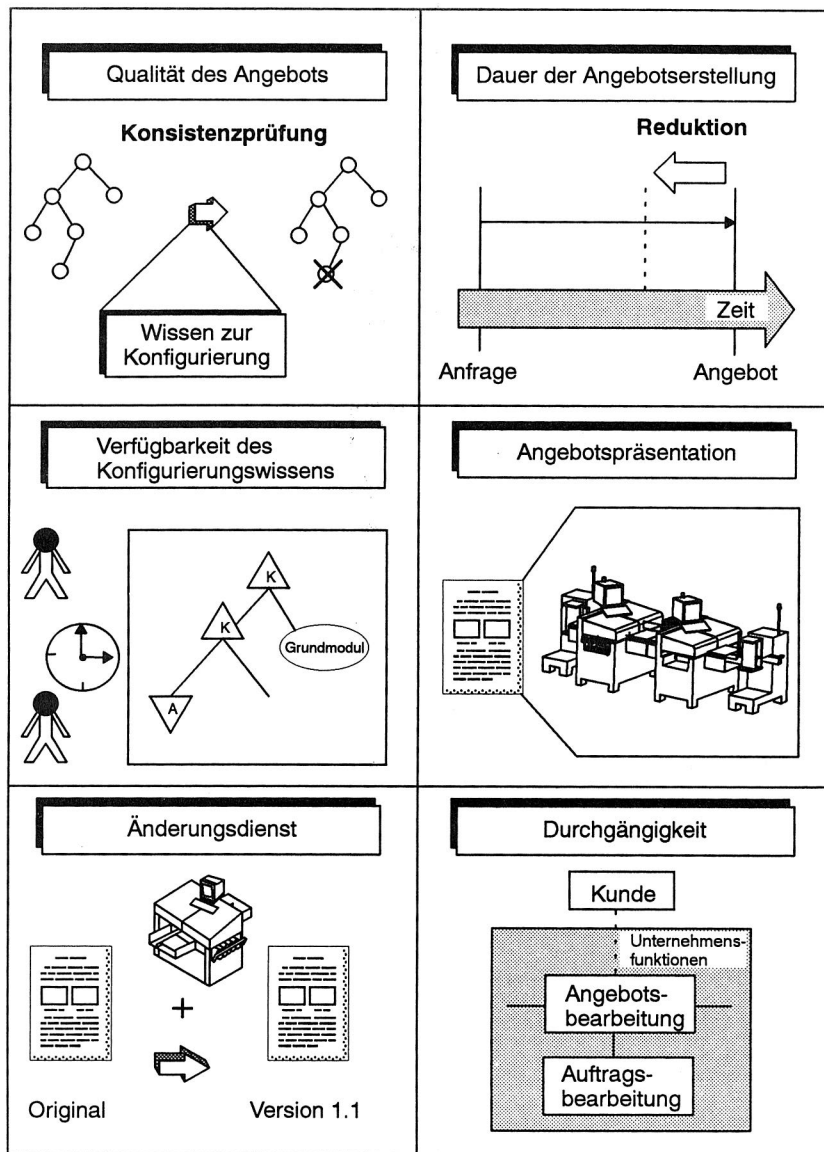 Qualität des Angebots
Konsistenzprüfung
Wissen zur
Konfigurierung
Dauer der Angebotserstellung
Reduktion
Zeit
Anfrage
Angebot
Verfügbarkeit des
Konfigurierungswissens
K
K
Grundmodul
A
Angebotspräsentation
Änderungsdienst
+
Original
Version 1.1
Durchgängigkeit
Kunde
Unternehmens-
funktionen
Angebots-
bearbeitung
Auftrags-
bearbeitung